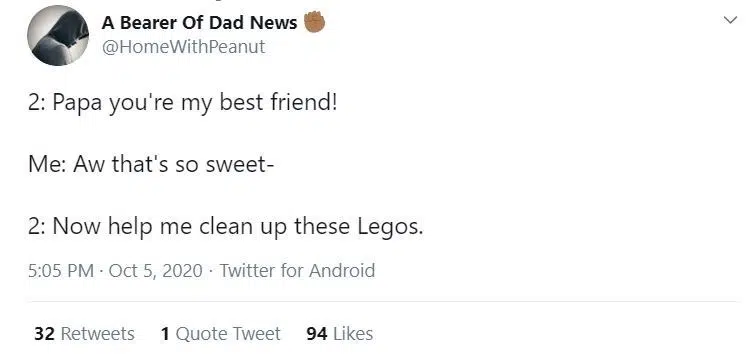 A Bearer Of Dad News ✊🏾
@HomeWithPeanut
2: Papa you're my best friend!
Me: Aw that's so sweet-
2: Now help me clean up these Legos.
5:05 PM · Oct 5, 2020 · Twitter for Android
32 Retweets 1 Quote Tweet 94 Likes